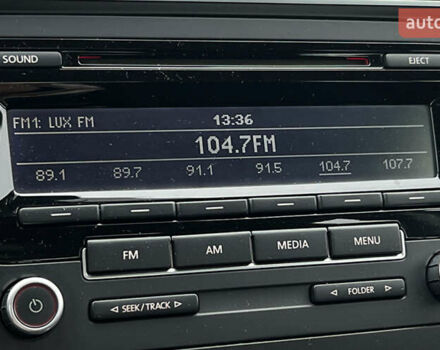 auto
SOUND
EJECT
FM1: LUX FM 13:36
104.7FM
89.1 89.7 91.1 91.5 104.7 107.7
FM AM MEDIA MENU
◁ SEEK/TRACK ▷
◁ FOLDER ▷